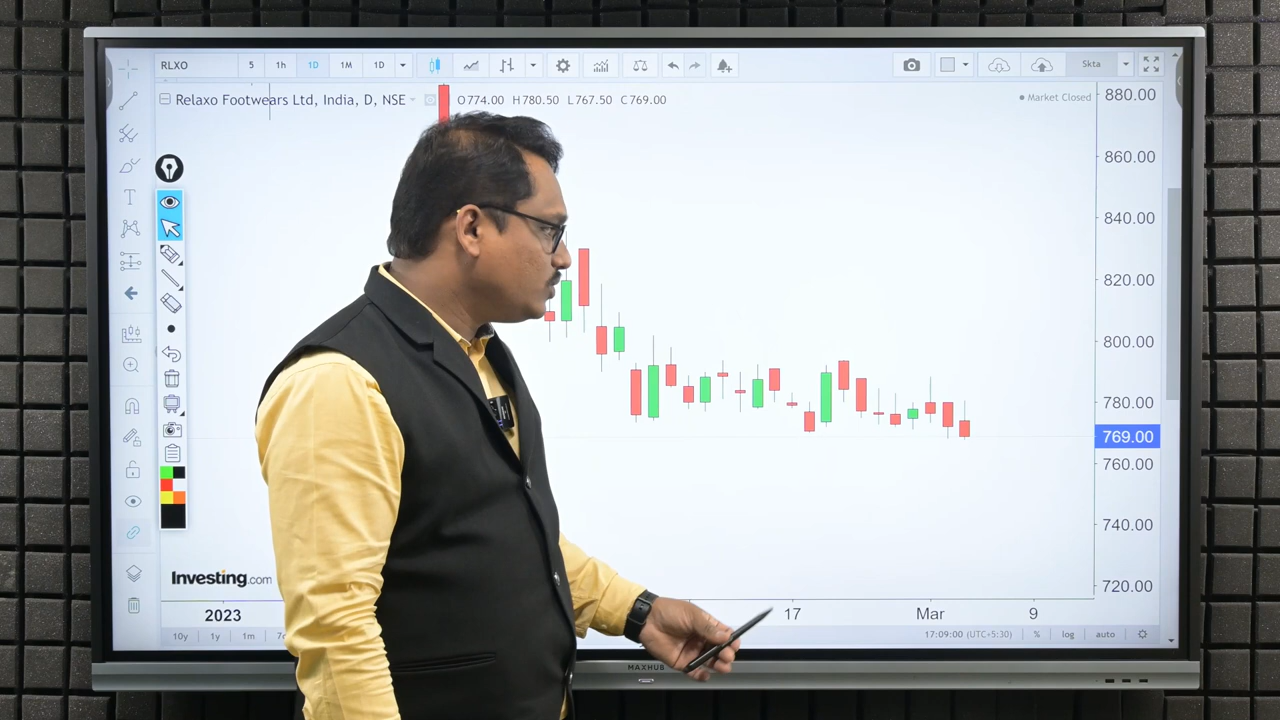 RLXO 5 1h 1D 1M 1D Skta
Relaxo Footwears Ltd, India, D, NSE O774.00 H780.50 L767.50 C769.00
Market Closed
880.00
860.00
840.00
820.00
800.00
780.00
769.00
760.00
740.00
720.00
T
Investing.com
2023 17 Mar 9
10y 1y 1m 17:09:00 (UTC+5:30) % log auto
MAXHUB